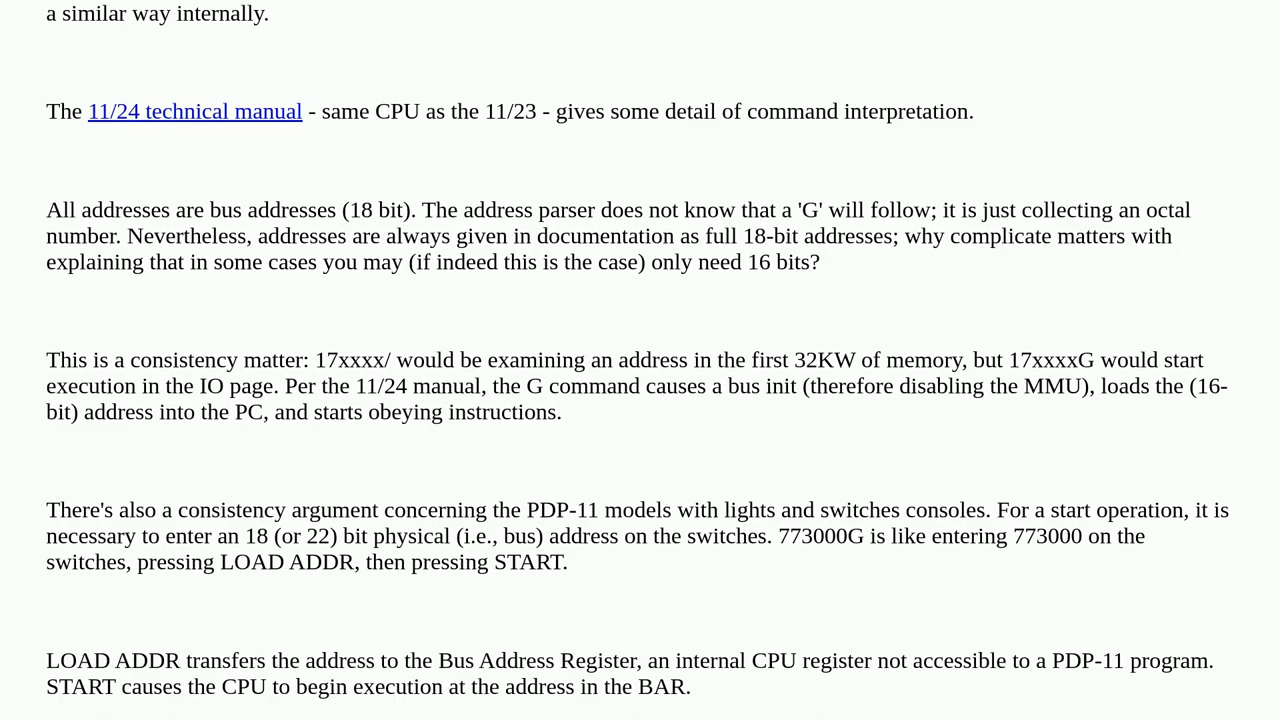 a similar way internally.
The 11/24 technical manual - same CPU as the 11/23 - gives some detail of command interpretation.
All addresses are bus addresses (18 bit). The address parser does not know that a 'G' will follow; it is just collecting an octal
number. Nevertheless, addresses are always given in documentation as full 18-bit addresses; why complicate matters with
explaining that in some cases you may (if indeed this is the case) only need 16 bits?
This is a consistency matter: 17xxxx/ would be examining an address in the first 32KW of memory, but 17xxxxG would start
execution in the IO page. Per the 11/24 manual, the G command causes a bus init (therefore disabling the MMU), loads the (16-
bit) address into the PC, and starts obeying instructions.
There's also a consistency argument concerning the PDP-11 models with lights and switches consoles. For a start operation, it is
necessary to enter an 18 (or 22) bit physical (i.e., bus) address on the switches. 773000G is like entering 773000 on the
switches, pressing LOAD ADDR, then pressing START.
LOAD ADDR transfers the address to the Bus Address Register, an internal CPU register not accessible to a PDP-11 program.
START causes the CPU to begin execution at the address in the BAR.